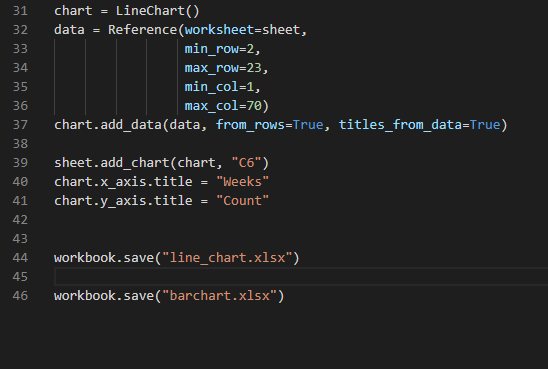 31 chart = LineChart()
32 data = Reference(worksheet=sheet,
33 min_row=2,
34 max_row=23,
35 min_col=1,
36 max_col=70)
37 chart.add_data(data, from_rows=True, titles_from_data=True)
38
39 sheet.add_chart(chart, "C6")
40 chart.x_axis.title = "Weeks"
41 chart.y_axis.title = "Count"
42
43
44 workbook.save("line_chart.xlsx")
45
46 workbook.save("barchart.xlsx")